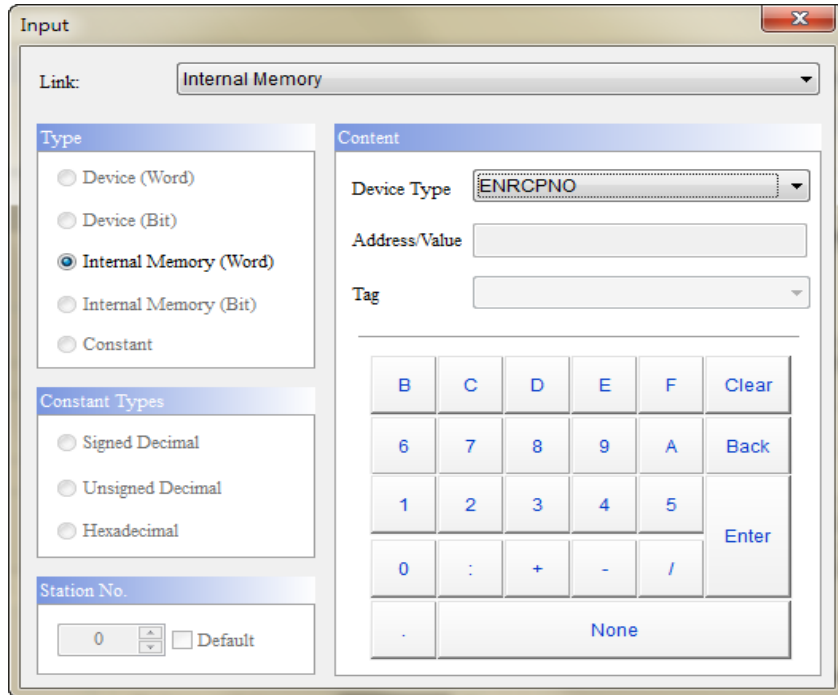 Input
Link:
Internal Memory
Type
Device (Word)
Device (Bit)
Internal Memory (Word)
Internal Memory (Bit)
Constant
Constant Types
Signed Decimal
Unsigned Decimal
Hexadecimal
Station No.
0
Default
Content
Device Type
ENRCPNO
Address/Value
Tag
B C D E F Clear
6 7 8 9 A Back
1 2 3 4 5
Enter
0 : + - /
. None